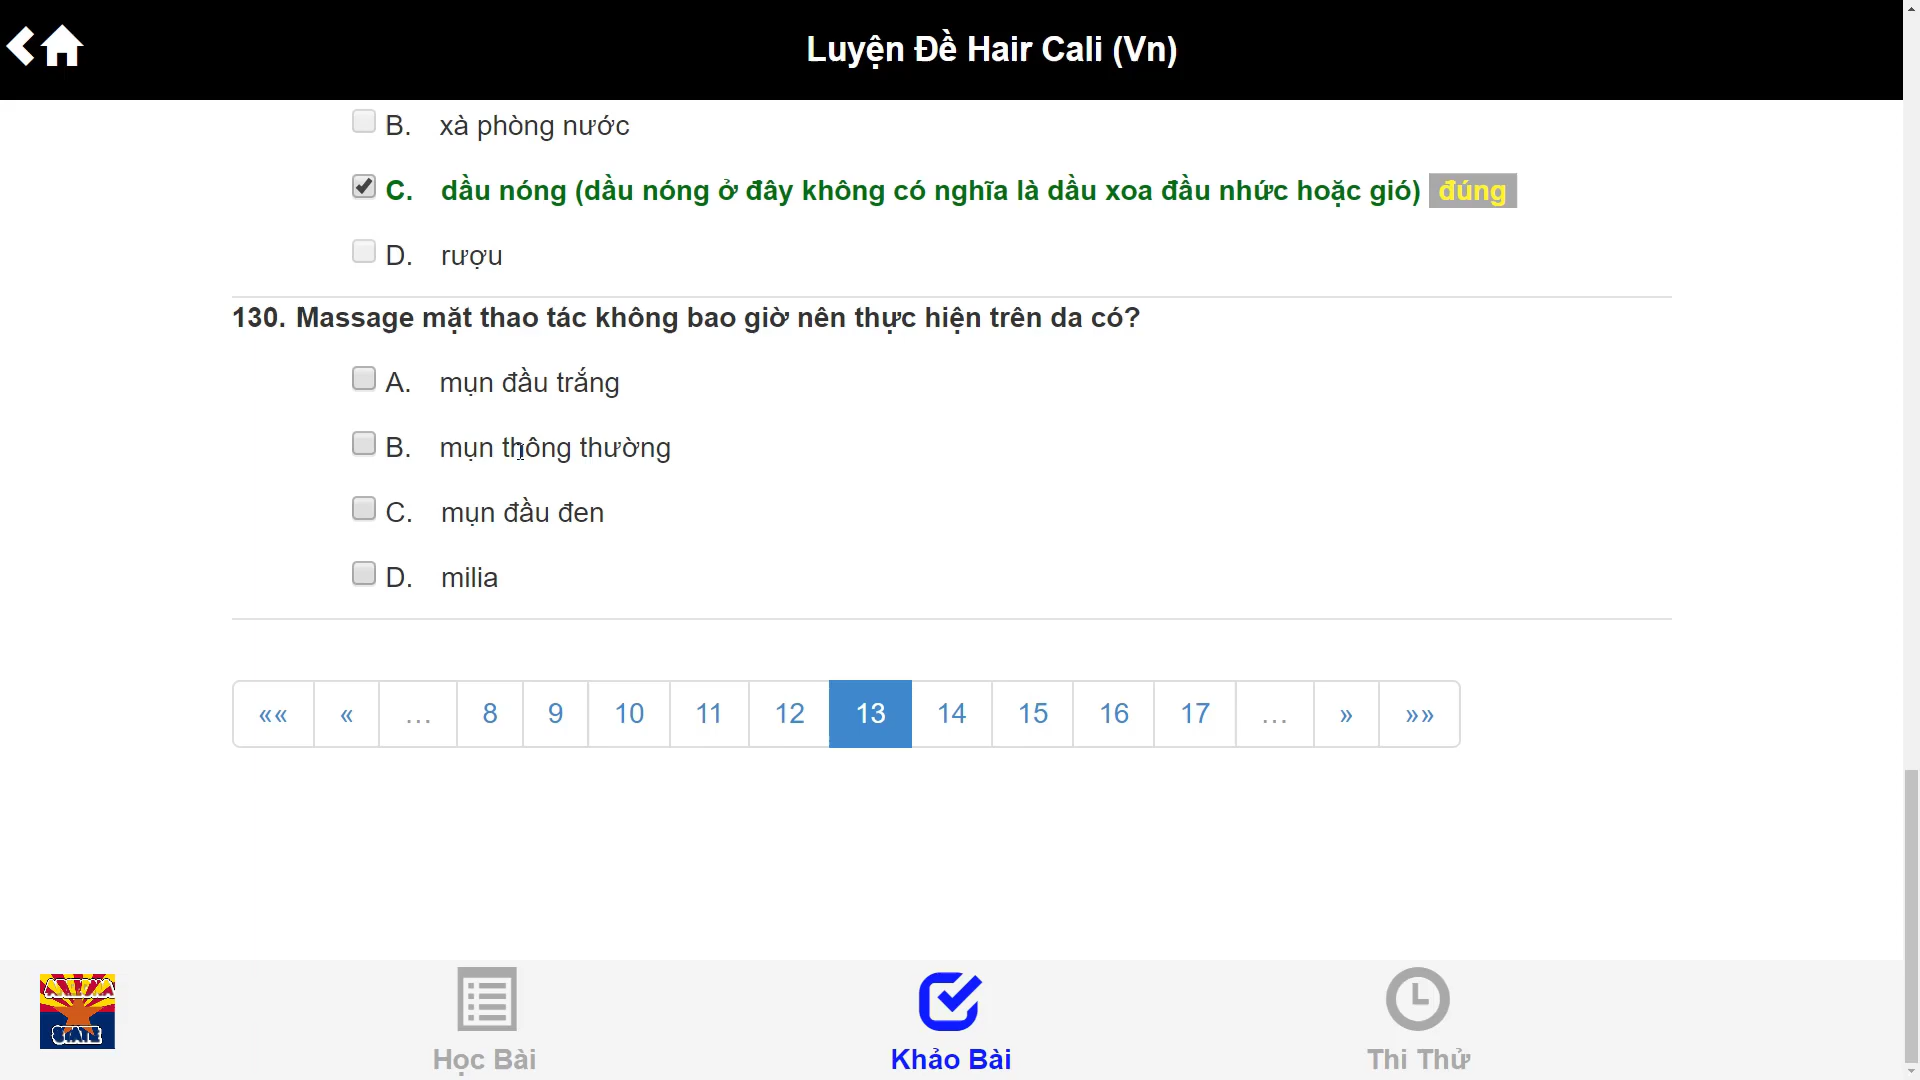 Luyện Đề Hair Cali (Vn)
B. xà phòng nước
C. dầu nóng (dầu nóng ở đây không có nghĩa là dầu xoa đầu nhức hoặc gió) đúng
D. rượu
130. Massage mặt thao tác không bao giờ nên thực hiện trên da có?
A. mụn đầu trắng
B. mụn thông thường
C. mụn đầu đen
D. milia
«« « … 8 9 10 11 12 13 14 15 16 17 … » »»
ARIZONA
STATE
Học Bài
Khảo Bài
Thi Thử